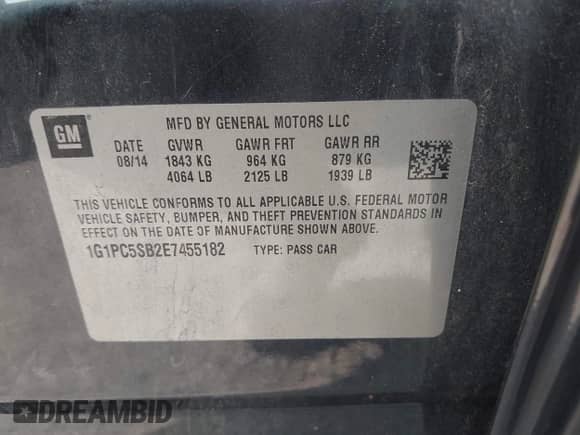 GM
MFD BY GENERAL MOTORS LLC
DATE GVWR GAWR FRT GAWR RR
08/14 1843 KG 964 KG 879 KG
4064 LB 2125 LB 1939 LB
THIS VEHICLE CONFORMS TO ALL APPLICABLE U.S. FEDERAL MOTOR
VEHICLE SAFETY, BUMPER, AND THEFT PREVENTION STANDARDS IN
EFFECT ON THE DATE OF MANUFACTURE SHOWN ABOVE.
1G1PC5SB2E7455182 TYPE: PASS CAR
DREAMBID